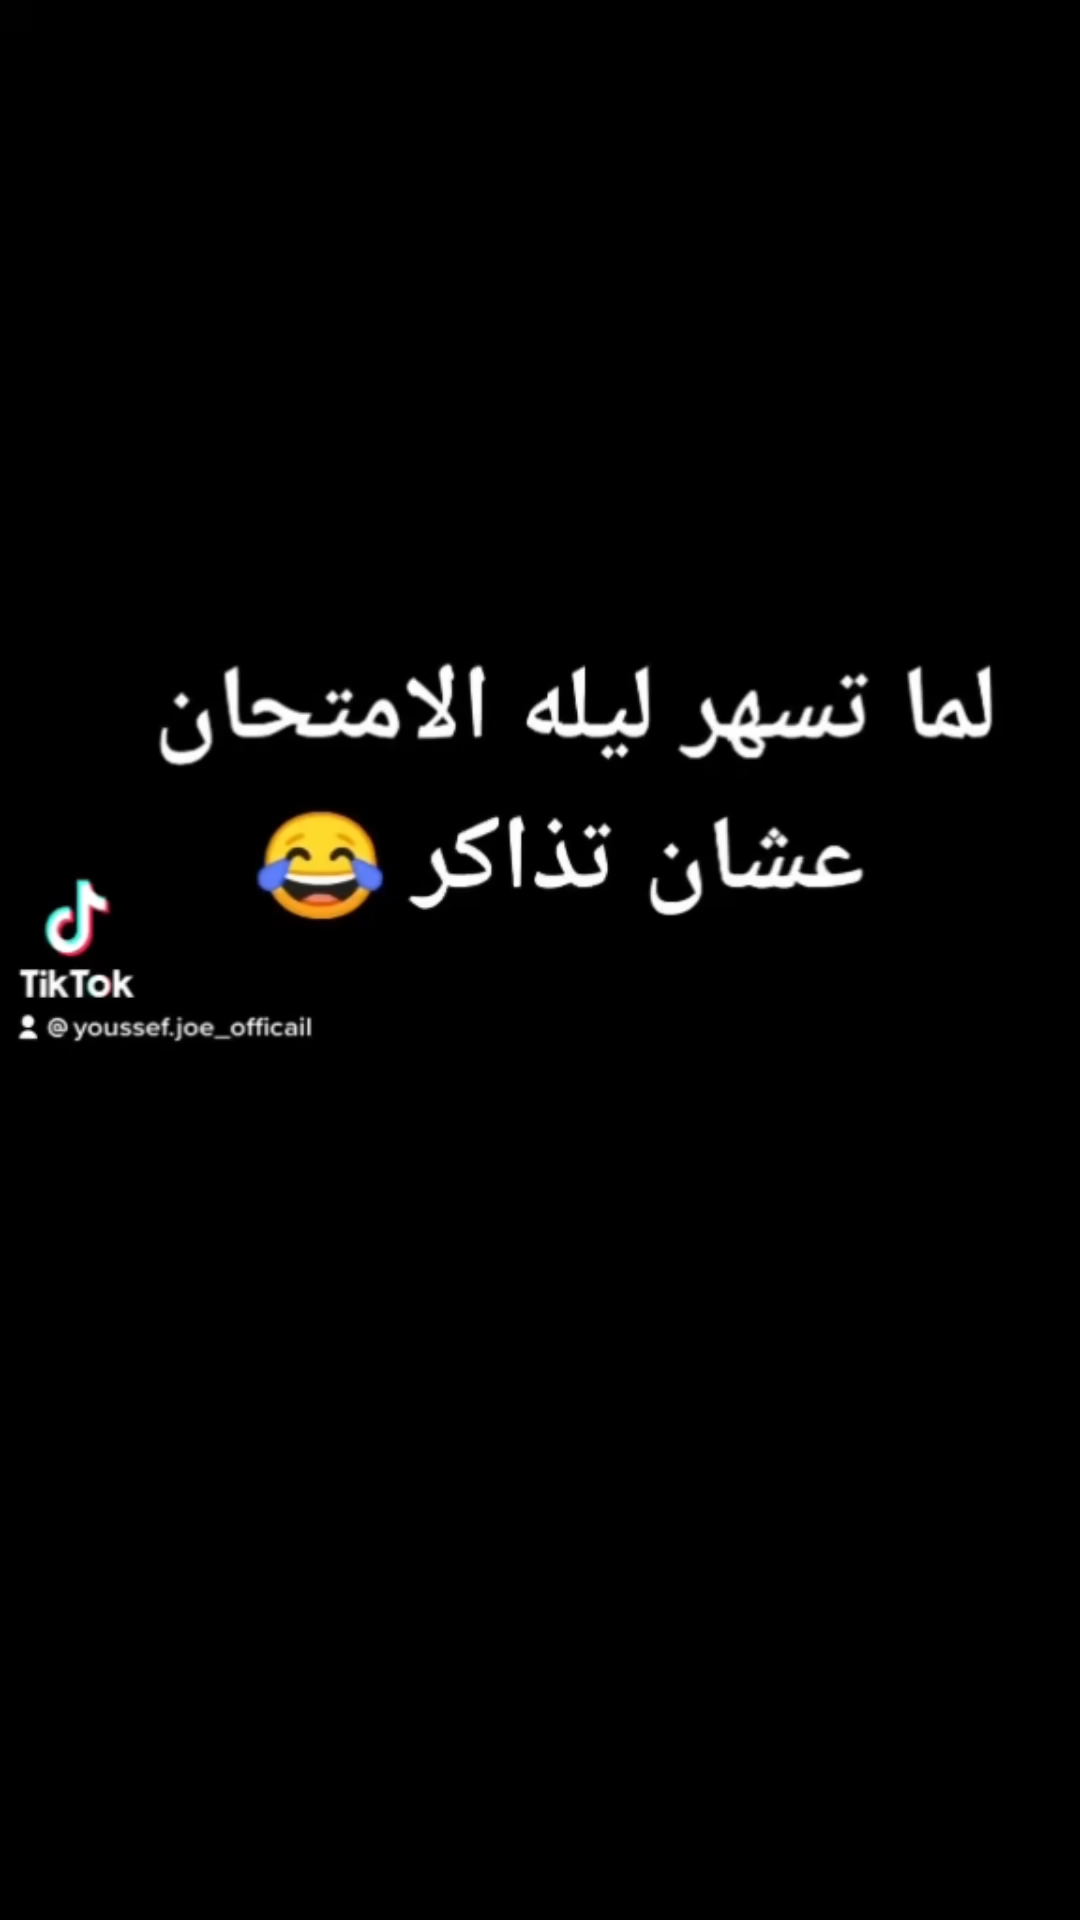 لما تسهر ليله الامتحان
عشان تذاكر 😂
TikTok
@youssef.joe_officail